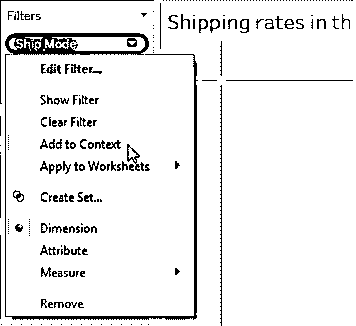 Filters
Shipping rates in th
Ship Mode
Edit Filter...
Show Filter
Clear Filter
Add to Context
Apply to Worksheets
Create Set...
Dimension
Attribute
Measure
Remove